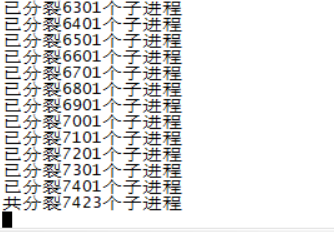 已分裂6301个子进程
已分裂6401个子进程
已分裂6501个子进程
已分裂6601个子进程
已分裂6701个子进程
已分裂6801个子进程
已分裂6901个子进程
已分裂7001个子进程
已分裂7101个子进程
已分裂7201个子进程
已分裂7301个子进程
已分裂7401个子进程
共分裂7423个子进程